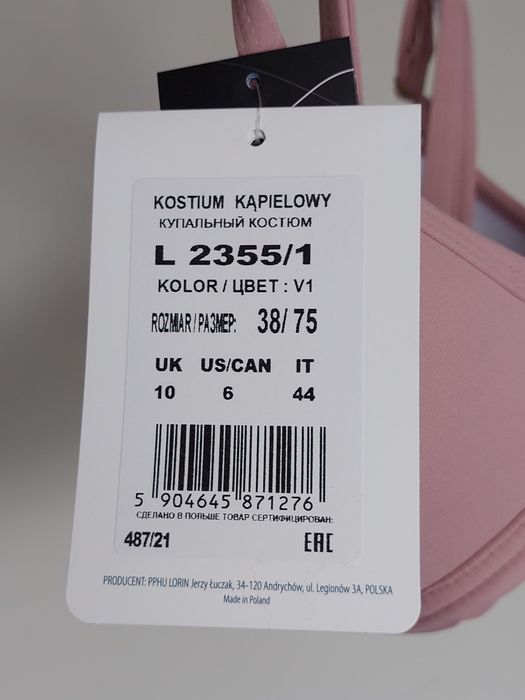 KOSTIUM KĄPIELOWY
КУПАЛЬНЫЙ КОСТЮМ
L 2355/1
KOLOR / ЦВЕТ : V1
ROZMIAR / РАЗМЕР: 38/ 75
UK US/CAN IT
10 6 44
5 904645 871276
СДЕЛАНО В ПОЛЬШЕ ТОВАР СЕРТИФИЦИРОВАН:
487/21 EAC
PRODUCENT: PPHU LORIN Jerzy Łuczak, 34-120 Andrychów, ul. Legionów 3A, POLSKA
Made in Poland